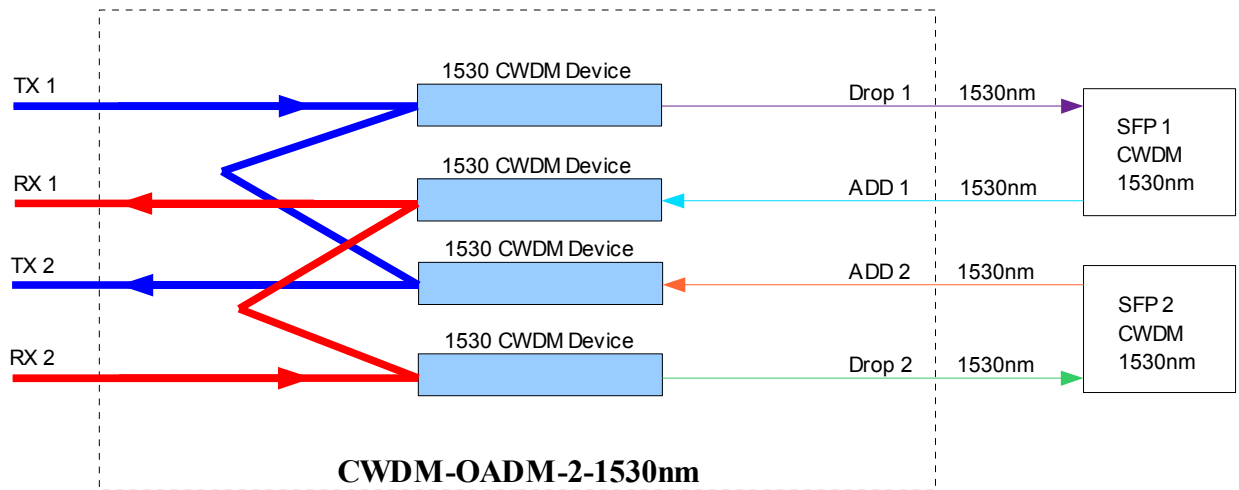 1530 CWDM Device
TX 1
Drop 1
1530nm
SFP 1
CWDM
1530nm
1530 CWDM Device
RX 1
ADD 1
1530nm
1530 CWDM Device
TX 2
ADD 2
1530nm
SFP 2
CWDM
1530nm
1530 CWDM Device
RX 2
Drop 2
1530nm
CWDM-OADM-2-1530nm